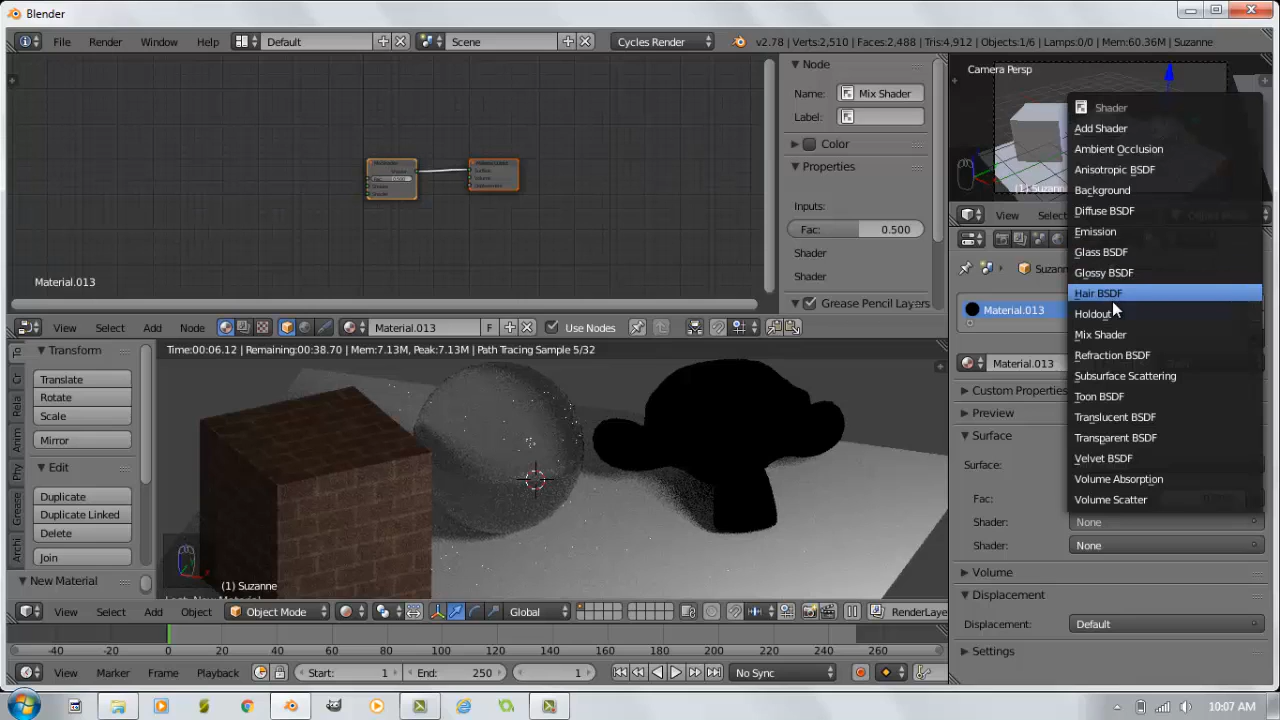 Blender
File Render Window Help Default Scene Cycles Render v2.78 | Verts:2,510 | Faces:2,488 | Tris:4,912 | Objects:1/6 | Lamps:0/0 | Mem:60.36M | Suzanne
Node
Name: Mix Shader
Label:
Color
Properties
Inputs:
Fac: 0.500
Shader
Shader
Grease Pencil Layers
Material.013
View Select Add Node Material.013 F Use Nodes
Camera Persp
(1) Suzanne
View Select
Shader
Add Shader
Ambient Occlusion
Anisotropic BSDF
Background
Diffuse BSDF
Emission
Glass BSDF
Glossy BSDF
Hair BSDF
Holdout
Mix Shader
Refraction BSDF
Subsurface Scattering
Toon BSDF
Translucent BSDF
Transparent BSDF
Velvet BSDF
Volume Absorption
Volume Scatter
Material.013
Material.013
Custom Properties
Preview
Surface
Surface:
Fac:
Shader: None
Shader: None
Volume
Displacement
Displacement: Default
Settings
Transform
Translate
Rotate
Scale
Mirror
Edit
Duplicate
Duplicate Linked
Delete
Join
New Material
Time:00:06.12 | Remaining:00:38.70 | Mem:7.13M, Peak:7.13M | Path Tracing Sample 5/32
(1) Suzanne
View Select Add Object Object Mode Global RenderLayer
-40 -20 0 20 40 60 80 100 120 140 160 180 200 220 240 260 280
View Marker Frame Playback Start: 1 End: 250 1 No Sync
10:07 AM